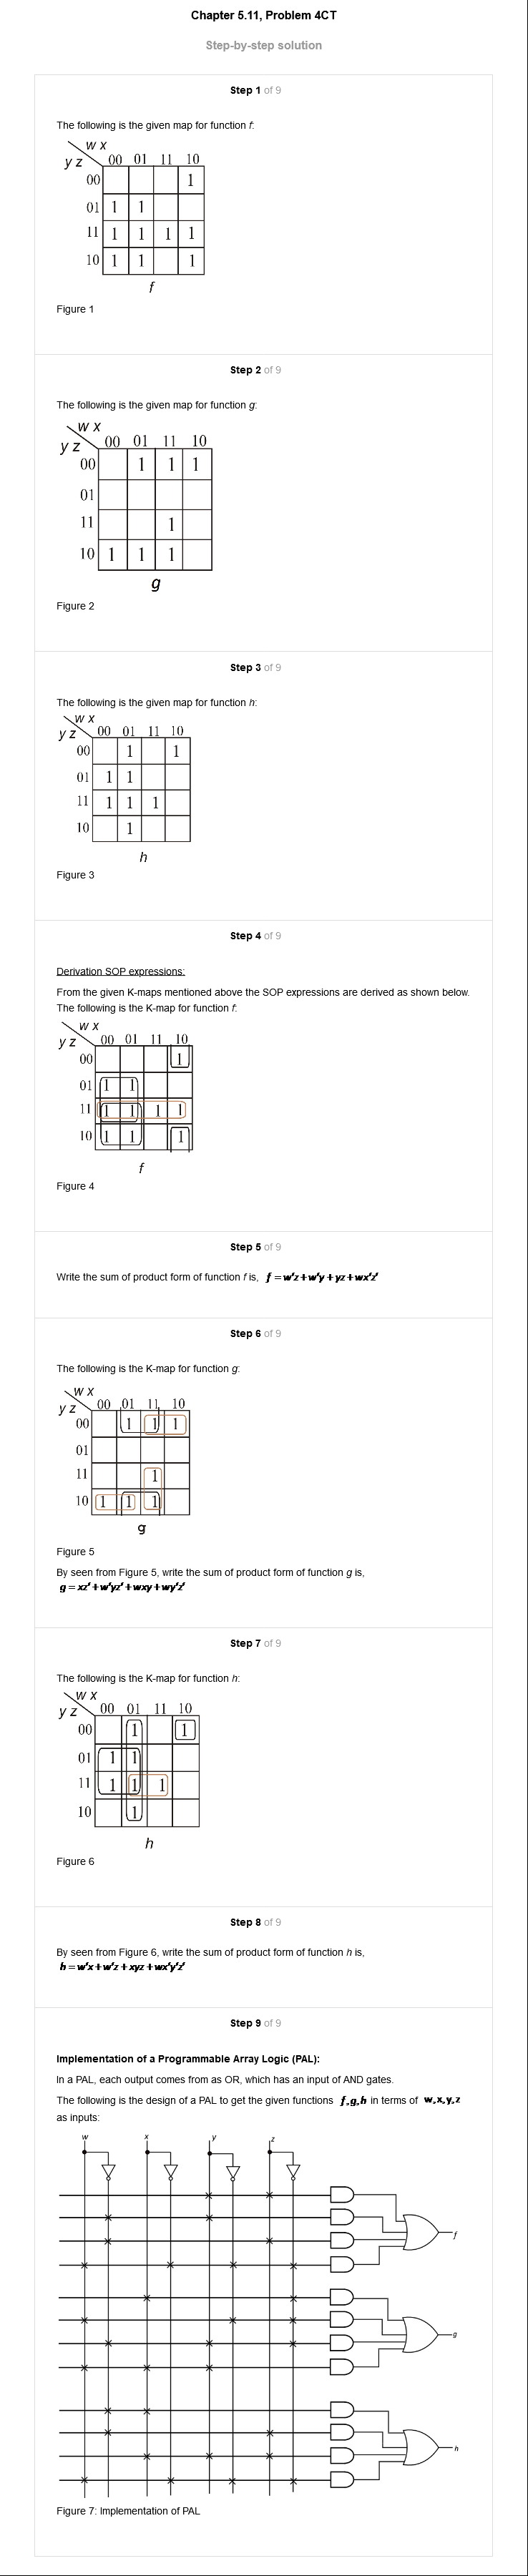 Chapter 5.11, Problem 4CT
Step-by-step solution
Step 1 of 9
The following is the given map for function f:
w x
y z 00 01 11 10
00 1
01 1 1
11 1 1 1 1
10 1 1 1
f
Figure 1
Step 2 of 9
The following is the given map for function g:
w x
y z 00 01 11 10
00 1 1 1
01
11 1
10 1 1 1
g
Figure 2
Step 3 of 9
The following is the given map for function h:
w x
y z 00 01 11 10
00 1 1
01 1 1
11 1 1 1
10 1
h
Figure 3
Step 4 of 9
Derivation SOP expressions:
From the given K-maps mentioned above the SOP expressions are derived as shown below.
The following is the K-map for function f:
w x
y z 00 01 11 10
00 1
01 1 1
11 1 1 1 1
10 1 1 1
f
Figure 4
Step 5 of 9
Write the sum of product form of function f is, f = w'z + w'y + yz + wx'z'
Step 6 of 9
The following is the K-map for function g:
w x
y z 00 01 11 10
00 1 1 1
01
11 1
10 1 1 1
g
Figure 5
By seen from Figure 5, write the sum of product form of function g is,
g = xz' + w'yz' + wxy + wy'z'
Step 7 of 9
The following is the K-map for function h:
w x
y z 00 01 11 10
00 1 1
01 1 1
11 1 1 1
10 1
h
Figure 6
Step 8 of 9
By seen from Figure 6, write the sum of product form of function h is,
h = w'x + w'z + xyz + wx'y'z'
Step 9 of 9
Implementation of a Programmable Array Logic (PAL):
In a PAL, each output comes from as OR, which has an input of AND gates.
The following is the design of a PAL to get the given functions f,g,h in terms of w,x,y,z
as inputs:
w x y z
f
g
h
Figure 7: Implementation of PAL